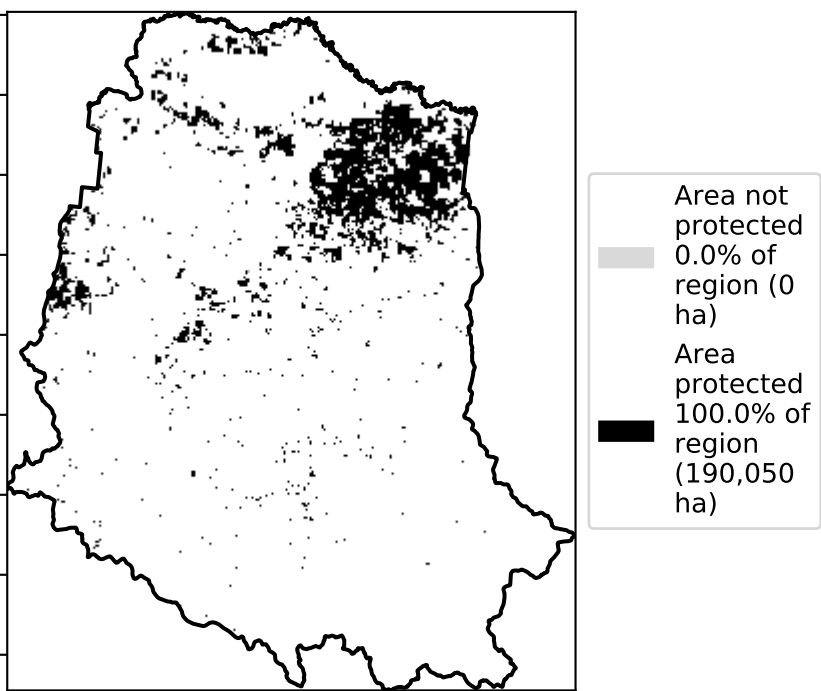 Area not
protected
0.0% of
region (0
ha)
Area
protected
100.0% of
region
(190,050
ha)